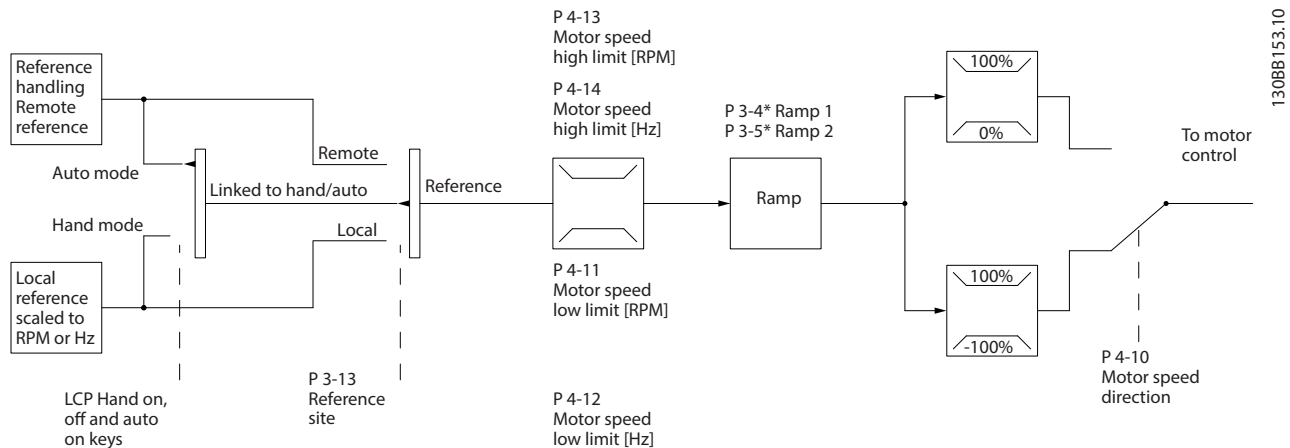 P 4-13
Motor speed
high limit [RPM]
P 4-14
Motor speed
high limit [Hz]
130BB153.10
Reference
handling
Remote
reference
Auto mode
Hand mode
Local
reference
scaled to
RPM or Hz
LCP Hand on,
off and auto
on keys
Linked to hand/auto
Remote
Local
P 3-13
Reference
site
Reference
P 4-11
Motor speed
low limit [RPM]
P 4-12
Motor speed
low limit [Hz]
P 3-4* Ramp 1
P 3-5* Ramp 2
Ramp
100%
0%
100%
-100%
To motor
control
P 4-10
Motor speed
direction